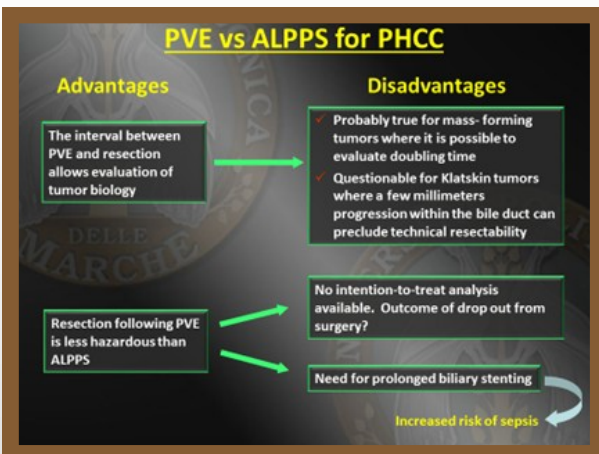 PVE vs ALPPS for PHCC
Advantages
The interval between
PVE and resection
allows evaluation of
tumor biology
Resection following PVE
is less hazardous than
ALPPS
Disadvantages
Probably true for mass- forming
tumors where it is possible to
evaluate doubling time
Questionable for Klatskin tumors
where a few millimeters
progression within the bile duct can
preclude technical resectability
No intention-to-treat analysis
available. Outcome of drop out from
surgery?
Need for prolonged biliary stenting
Increased risk of sepsis
DELLE
MARCHE
NICA